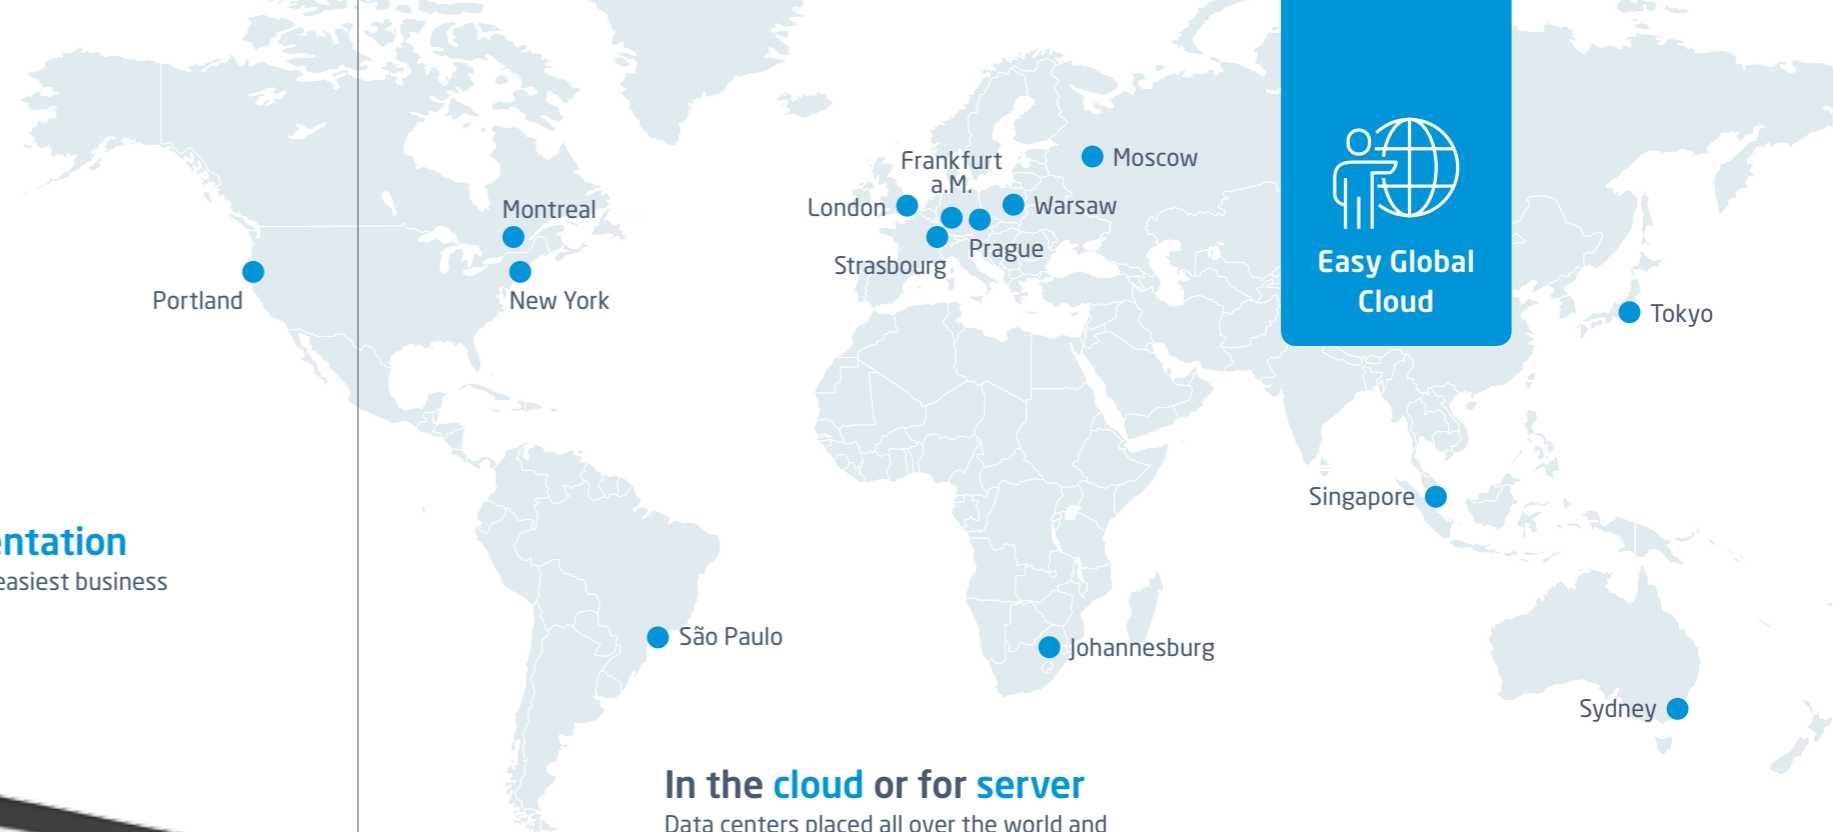 Frankfurt
a.M.
Moscow
London
Warsaw
Montreal
Prague
Strasbourg
Easy Global
Cloud
Portland
New York
Tokyo
Singapore
entation
easiest business
São Paulo
Johannesburg
Sydney
In the cloud or for server
Data centers placed all over the world and